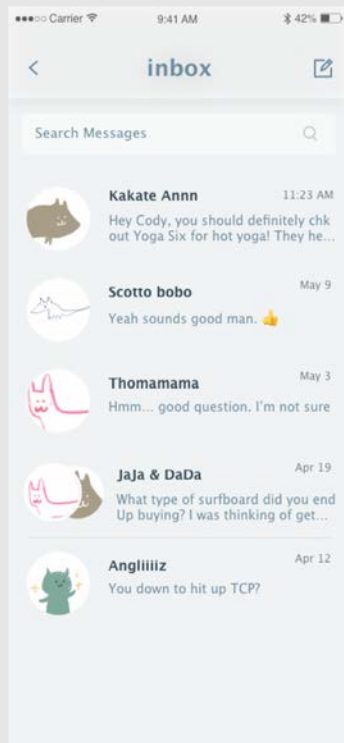 Carrier 9:41 AM 42%
inbox
Search Messages
Kakate Annn 11:23 AM
Hey Cody, you should definitely chk
out Yoga Six for hot yoga! They he...
Scotto bobo May 9
Yeah sounds good man. 👍
Thomamama May 3
Hmm... good question. I'm not sure
JaJa & DaDa Apr 19
What type of surfboard did you end
Up buying? I was thinking of get...
Angliiiiz Apr 12
You down to hit up TCP?